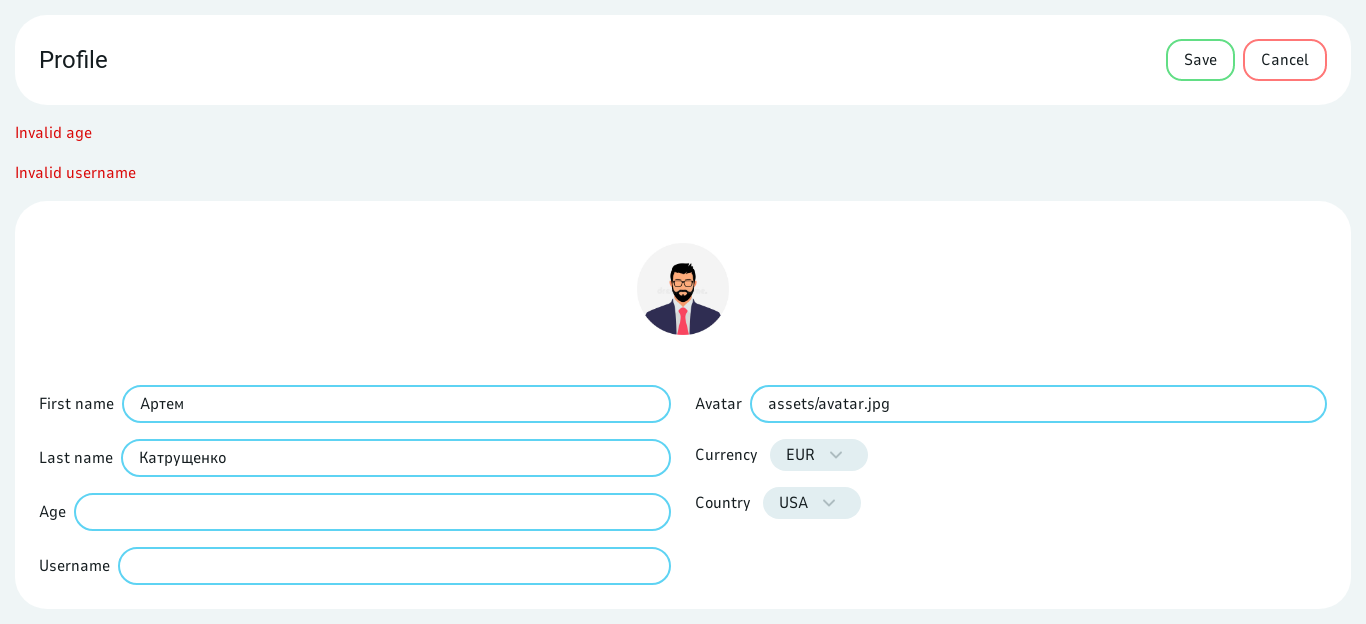 Profile
Save
Cancel
Invalid age
Invalid username
First name
Артем
Last name
Катрущенко
Age
Username
Avatar
assets/avatar.jpg
Currency
EUR
Country
USA